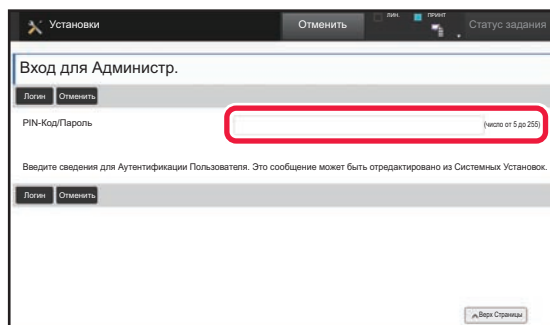 Установки
Отменить
ЛИН.
ПРИНТ
Статус задания
Вход для Администр.
Логин Отменить
PIN-Код/Пароль
(число от 5 до 255)
Введите сведения для Аутентификации Пользователя. Это сообщение может быть отредактировано из Системных Установок.
Логин Отменить
Верх Страницы